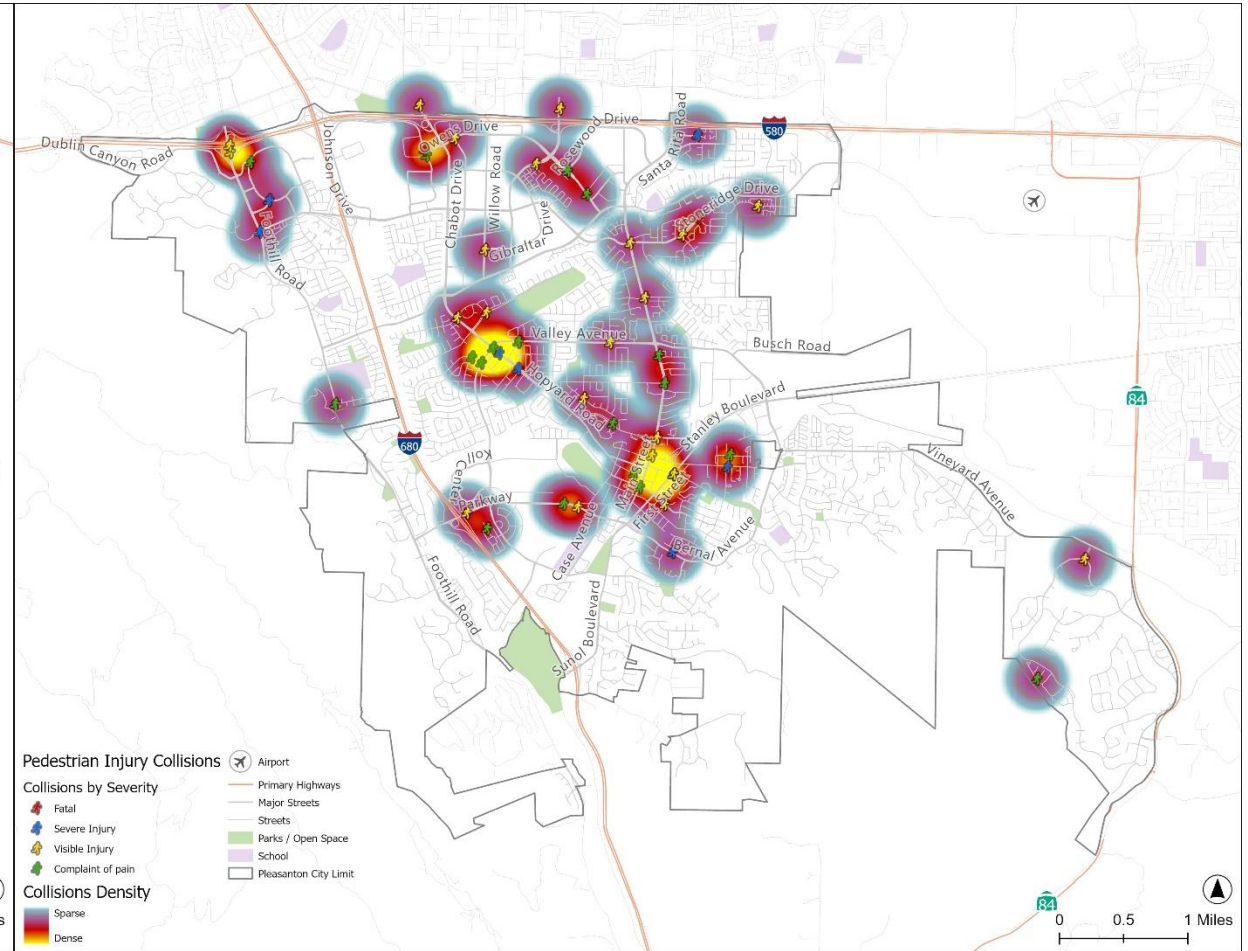 Dublin Canyon Road
Johnson Drive
Owens Drive
Rosewood Drive
Santa Rita Road
580
Chabot Drive
Willow Road
Gibraltar Drive
Stoneridge Drive
Foothill Road
Valley Avenue
Busch Road
Hopyard Road
Stanley Boulevard
84
680
Koll Center
Parkway
Main Street
First Street
Vineyard Avenue
Case Avenue
Bernal Avenue
Foothill Road
Sunol Boulevard
Pedestrian Injury Collisions
Collisions by Severity
Fatal
Severe Injury
Visible Injury
Complaint of pain
Collisions Density
Sparse
Dense
Airport
Primary Highways
Major Streets
Streets
Parks / Open Space
School
Pleasanton City Limit
84
0 0.5 1 Miles
s